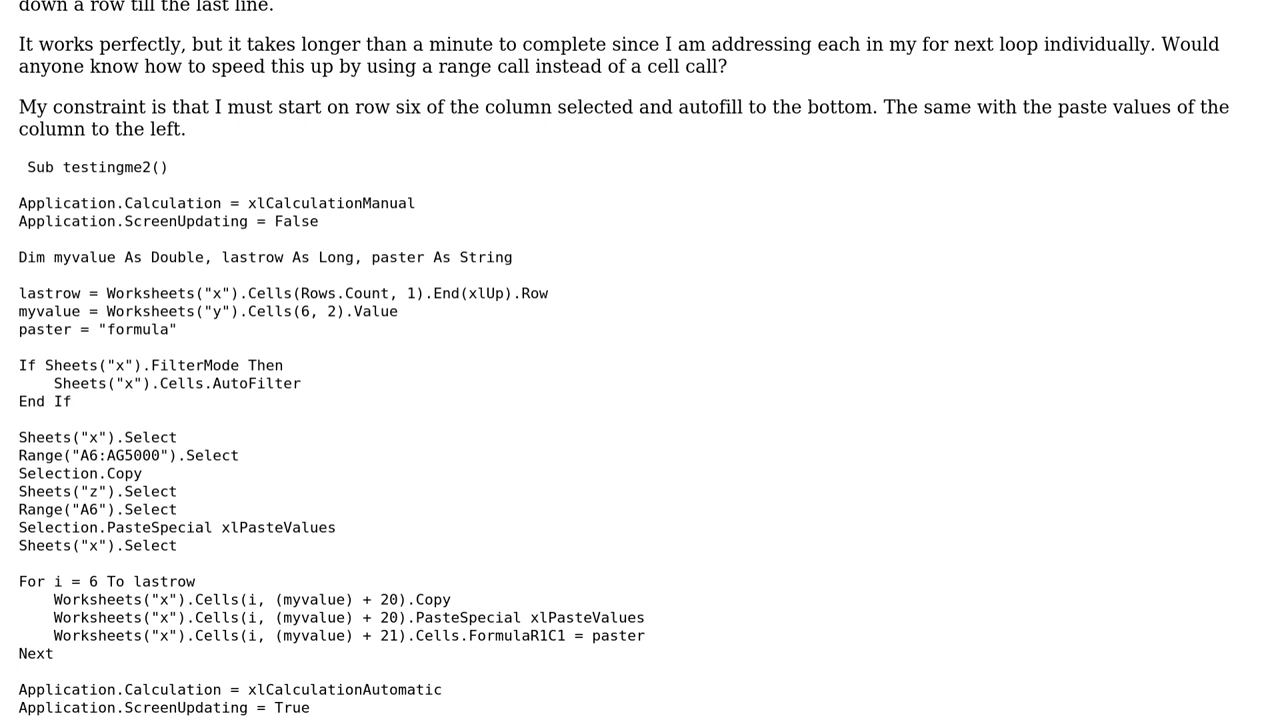 down a row till the last line.
It works perfectly, but it takes longer than a minute to complete since I am addressing each in my for next loop individually. Would
anyone know how to speed this up by using a range call instead of a cell call?
My constraint is that I must start on row six of the column selected and autofill to the bottom. The same with the paste values of the
column to the left.
Sub testingme2()
Application.Calculation = xlCalculationManual
Application.ScreenUpdating = False
Dim myvalue As Double, lastrow As Long, paster As String
lastrow = Worksheets("x").Cells(Rows.Count, 1).End(xlUp).Row
myvalue = Worksheets("y").Cells(6, 2).Value
paster = "formula"
If Sheets("x").FilterMode Then
    Sheets("x").Cells.AutoFilter
End If
Sheets("x").Select
Range("A6:AG5000").Select
Selection.Copy
Sheets("z").Select
Range("A6").Select
Selection.PasteSpecial xlPasteValues
Sheets("x").Select
For i = 6 To lastrow
    Worksheets("x").Cells(i, (myvalue) + 20).Copy
    Worksheets("x").Cells(i, (myvalue) + 20).PasteSpecial xlPasteValues
    Worksheets("x").Cells(i, (myvalue) + 21).Cells.FormulaR1C1 = paster
Next
Application.Calculation = xlCalculationAutomatic
Application.ScreenUpdating = True